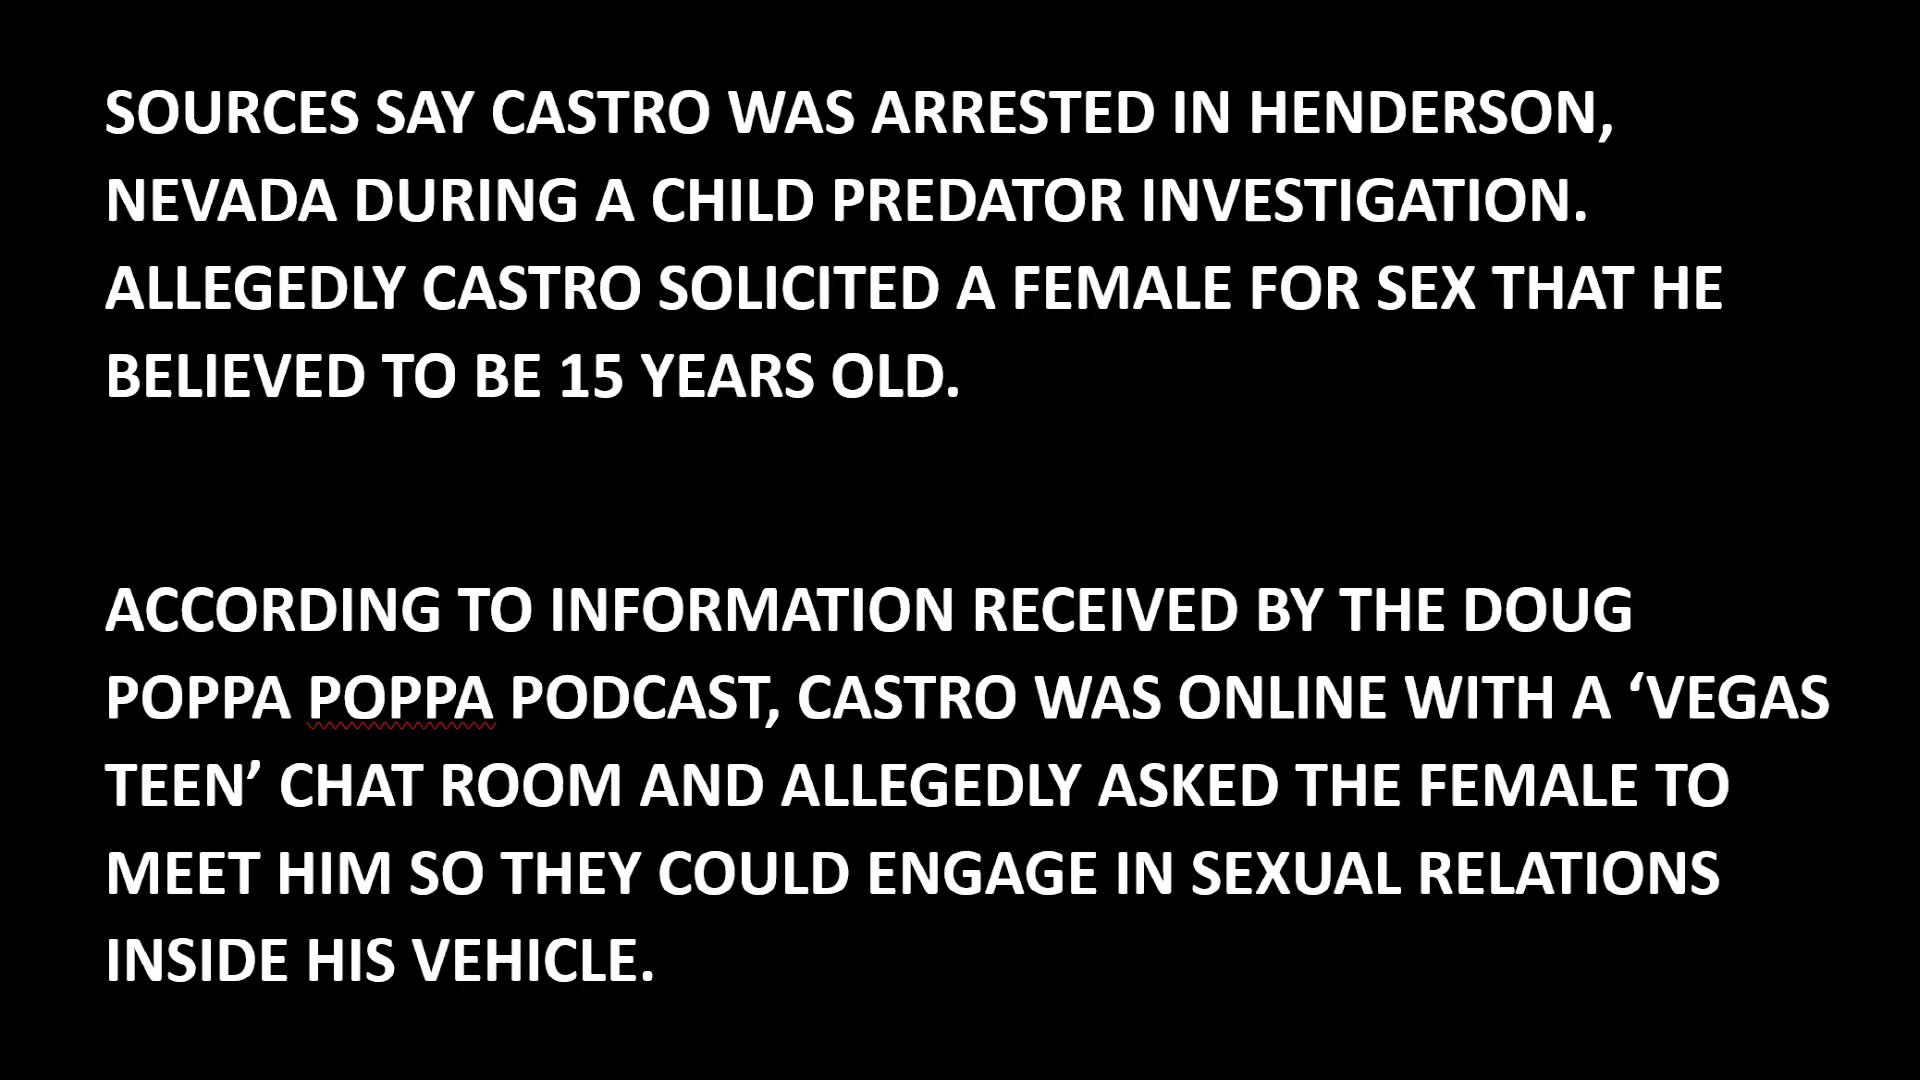 SOURCES SAY CASTRO WAS ARRESTED IN HENDERSON,
NEVADA DURING A CHILD PREDATOR INVESTIGATION.
ALLEGEDLY CASTRO SOLICITED A FEMALE FOR SEX THAT HE
BELIEVED TO BE 15 YEARS OLD.
ACCORDING TO INFORMATION RECEIVED BY THE DOUG
POPPA POPPA PODCAST, CASTRO WAS ONLINE WITH A ‘VEGAS
TEEN’ CHAT ROOM AND ALLEGEDLY ASKED THE FEMALE TO
MEET HIM SO THEY COULD ENGAGE IN SEXUAL RELATIONS
INSIDE HIS VEHICLE.